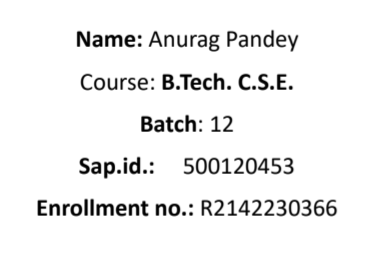 Name: Anurag Pandey
Course: B.Tech. C.S.E.
Batch: 12
Sap.id.: 500120453
Enrollment no.: R2142230366